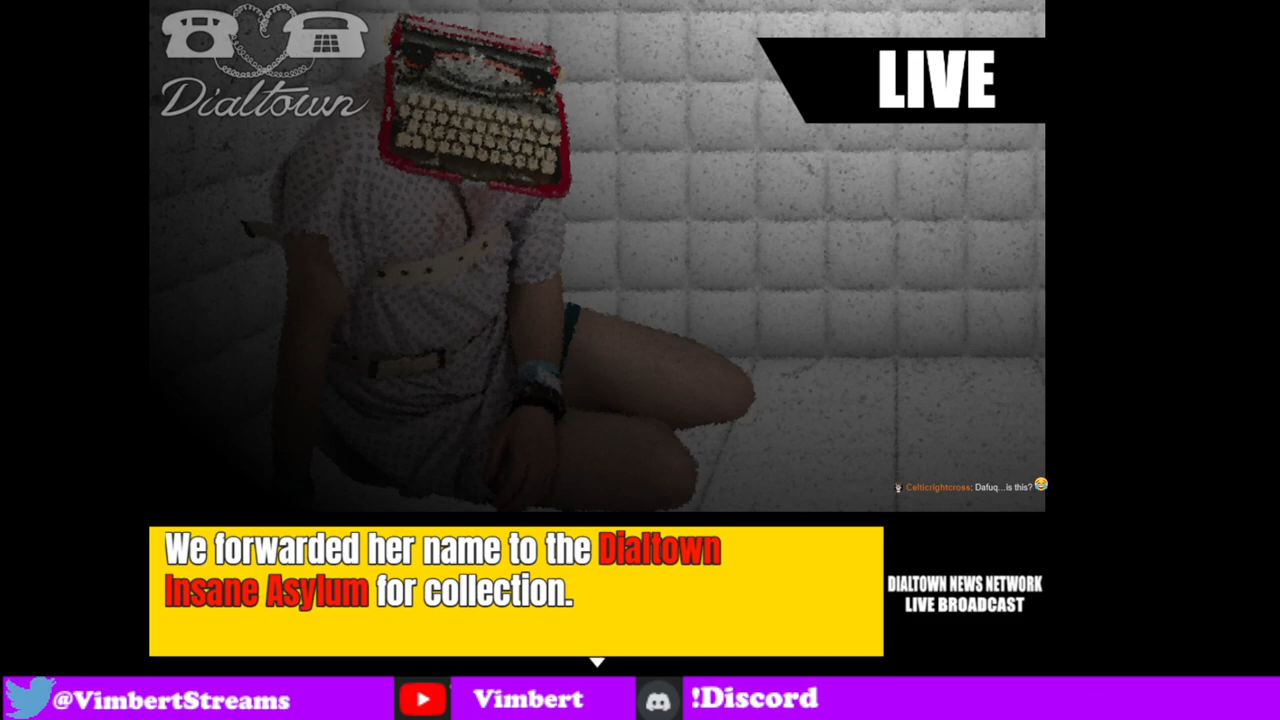 Dialtown
LIVE
Celticrightcross: Dafuq...is this?
We forwarded her name to the Dialtown
Insane Asylum for collection.
DIALTOWN NEWS NETWORK
LIVE BROADCAST
@VimbertStreams
Vimbert
!Discord